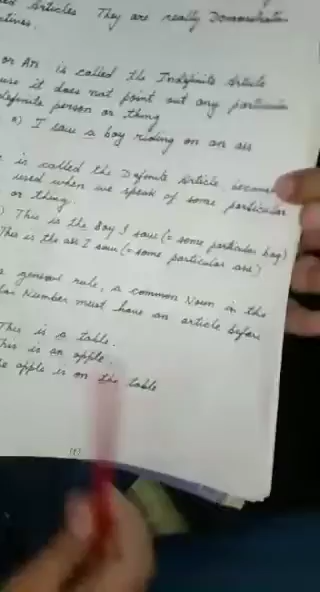 Articles They are really Demonstrative
or An is called the Indefinite Article
use it does not point out any particular
definite person or thing
a) I saw a boy riding on an ass
is called the Definite Article, because
used when we speak of some particular
or thing.
) This is the Boy I saw (= some particular boy)
This is the ass I saw (= some particular ass)
general rule, a common Noun in the
Number must have an article before
This is a table.
This is an apple.
apple is on the table